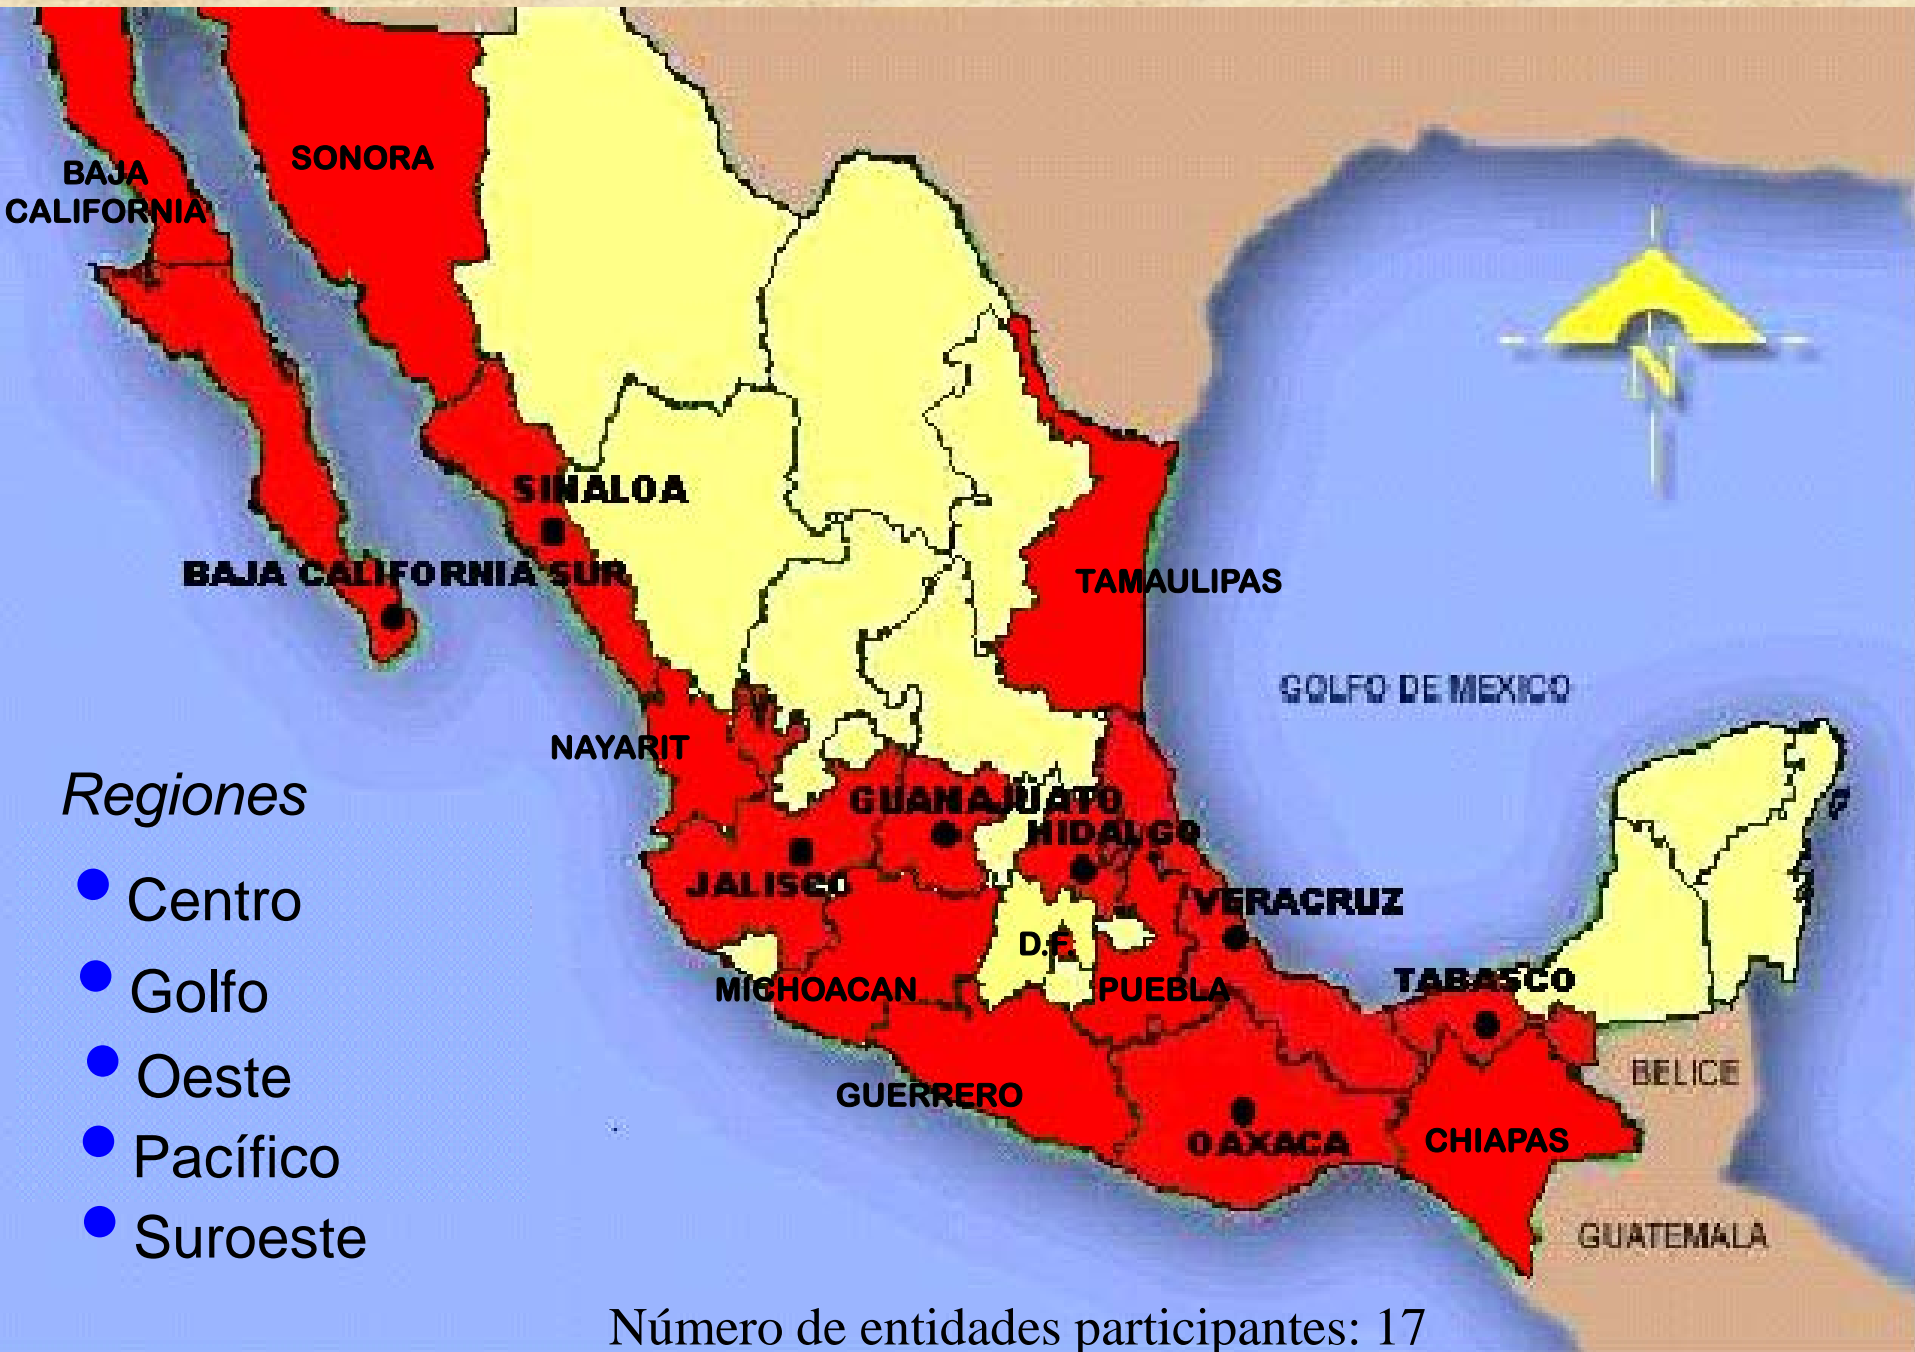 BAJA
CALIFORNIA
SONORA
SINALOA
BAJA CALIFORNIA SUR
TAMAULIPAS
N
GOLFO DE MEXICO
NAYARIT
GUANAJUATO
HIDALGO
JALISCO
VERACRUZ
D.F.
MICHOACAN
PUEBLA
TABASCO
GUERRERO
OAXACA
CHIAPAS
BELICE
GUATEMALA
Regiones
• Centro
• Golfo
• Oeste
• Pacífico
• Suroeste
Número de entidades participantes: 17